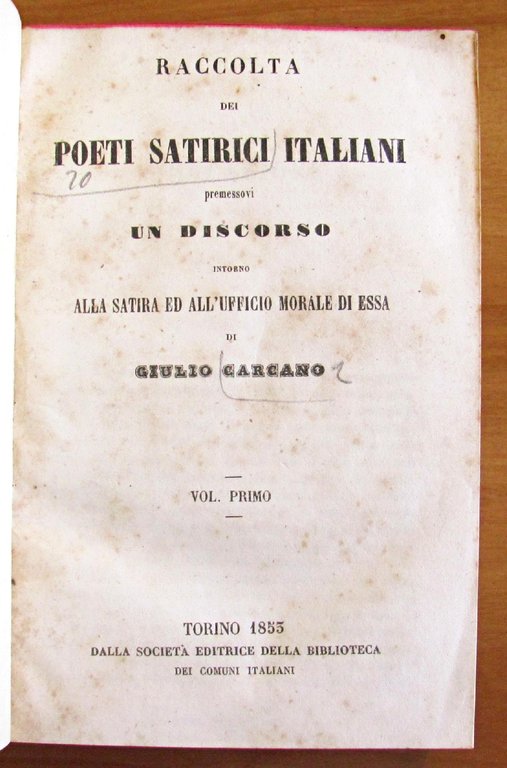 RACCOLTA
DEI
POETI SATIRICI ITALIANI
20
premessovi
UN DISCORSO
INTORNO
ALLA SATIRA ED ALL'UFFICIO MORALE DI ESSA
DI
GIULIO CARCANO
VOL. PRIMO
TORINO 1853
DALLA SOCIETÀ EDITRICE DELLA BIBLIOTECA
DEI COMUNI ITALIANI